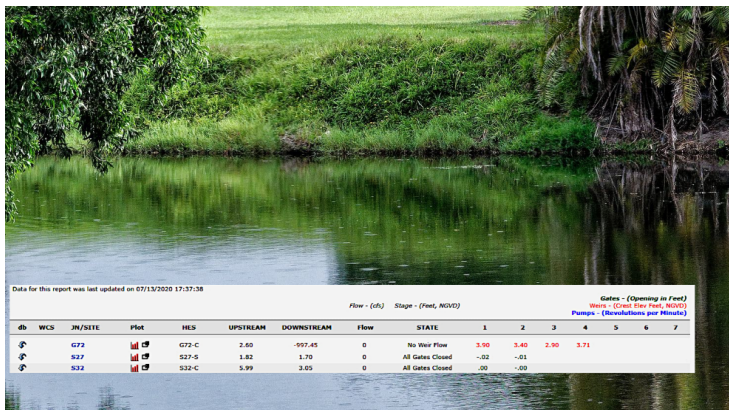 Data for this report was last updated on 07/13/2020 17:37:38
Gates - (Opening in Feet)
Flow - (cfs) Stage - (Feet, NGVD) Weirs - (Crest Elev Feet, NGVD)
Pumps - (Revolutions per Minute)
db WCS JN/SITE Plot HES UPSTREAM DOWNSTREAM Flow STATE 1 2 3 4 5 6 7
G72 G72-C 2.60 -997.45 0 No Weir Flow 3.90 3.40 2.90 3.71
S27 S27-S 1.82 1.70 0 All Gates Closed -.02 -.01
S32 S32-C 5.99 3.05 0 All Gates Closed .00 -.00